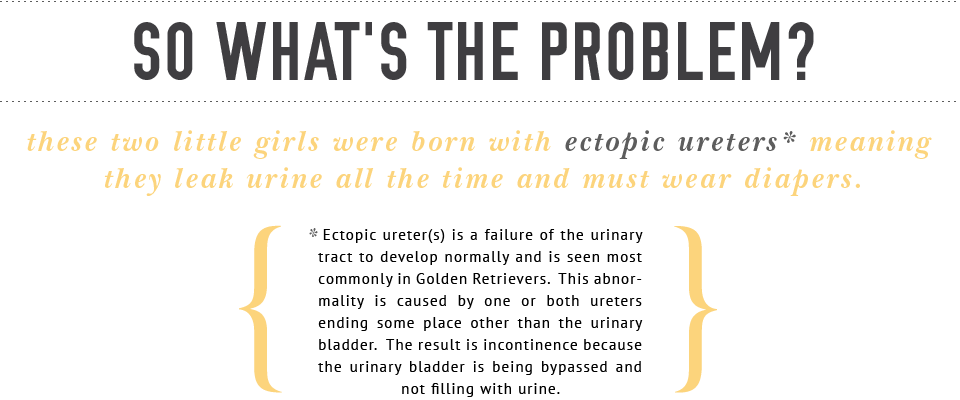 SO WHAT'S THE PROBLEM?
these two little girls were born with ectopic ureters* meaning
they leak urine all the time and must wear diapers.
* Ectopic ureter(s) is a failure of the urinary
tract to develop normally and is seen most
commonly in Golden Retrievers. This abnor-
mality is caused by one or both ureters
ending some place other than the urinary
bladder. The result is incontinence because
the urinary bladder is being bypassed and
not filling with urine.